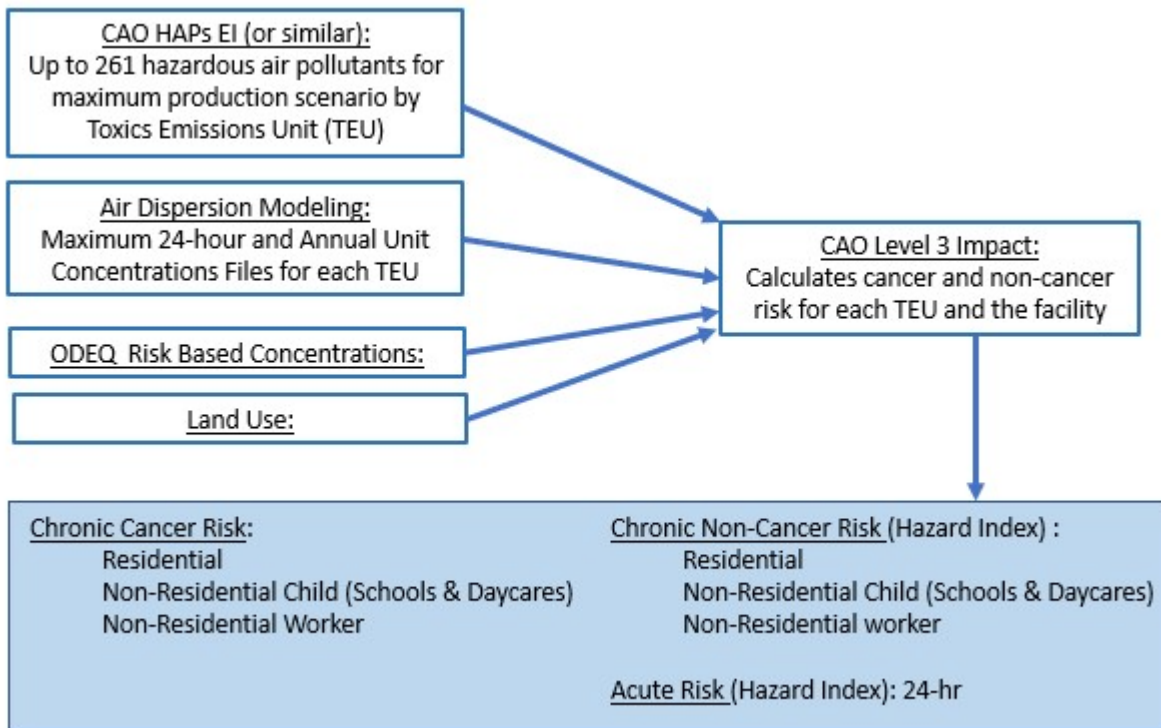 CAO HAPs EI (or similar):
Up to 261 hazardous air pollutants for
maximum production scenario by
Toxics Emissions Unit (TEU)
Air Dispersion Modeling:
Maximum 24-hour and Annual Unit
Concentrations Files for each TEU
ODEQ Risk Based Concentrations:
Land Use:
CAO Level 3 Impact:
Calculates cancer and non-cancer
risk for each TEU and the facility
Chronic Cancer Risk:
Residential
Non-Residential Child (Schools & Daycares)
Non-Residential Worker
Chronic Non-Cancer Risk (Hazard Index) :
Residential
Non-Residential Child (Schools & Daycares)
Non-Residential worker
Acute Risk (Hazard Index): 24-hr